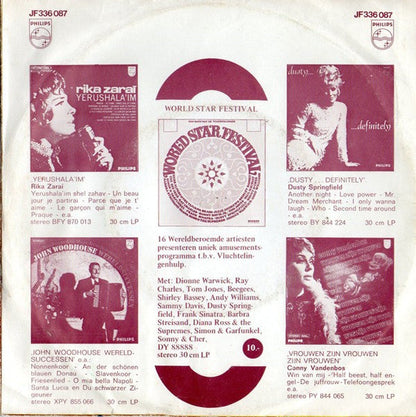 JF 336 087
PHILIPS
JF 336 087
PHILIPS
rika zaraï
YERUSHALA'IM
PHILIPS
WORLD STAR FESTIVAL
WORLD STAR FESTIVAL
dusty...
...definitely
PHILIPS
,YERUSHALA'IM'
Rika Zaraï
Yerushala'im shel zahav - Un beau
jour je partirai - Parce que je t'
aime - Le garçon qui m'aime -
Praque - e.a.
stereo BFY 870 013 30 cm LP
,DUSTY . . . DEFINITELY'
Dusty Springfield
Another night - Love power - Mr.
Dream Merchant - I only wanna
laugh - Who - Second time around
- e.a.
stereo BY 844 224 30 cm LP
16 Wereldberoemde artiesten
presenteren uniek amusements-
programma t.b.v. Vluchtelin-
genhulp.
Met: Dionne Warwick, Ray
Charles, Tom Jones, Beegees,
Shirley Bassey, Andy Williams,
Sammy Davis, Dusty Spring-
field, Frank Sinatra, Barbra
Streisand, Diana Ross & the
Supremes, Simon & Garfunkel,
Sonny & Cher,
DY 88888
stereo 30 cm LP
10.-
JOHN WOODHOUSE WERELD-
SUCCESSEN
PHILIPS
,JOHN WOODHOUSE WERELD-
SUCCESSEN' o.a.:
Nonnenkoor - An der schönen
blauen Donau - Slavenkoor -
Friesenlied - O mia bella Napoli -
Santa Lucia en Du schwarzer Zi-
geuner
stereo XPY 855 066 30 cm LP
PHILIPS
,VROUWEN ZIJN VROUWEN
ZIJN VROUWEN'
Conny Vandenbos
Win van mij - 'Half beest, half en-
gel- De juffrouw-Telefoongesprek
e.a.
stereo PY 844 065 30 cm LP